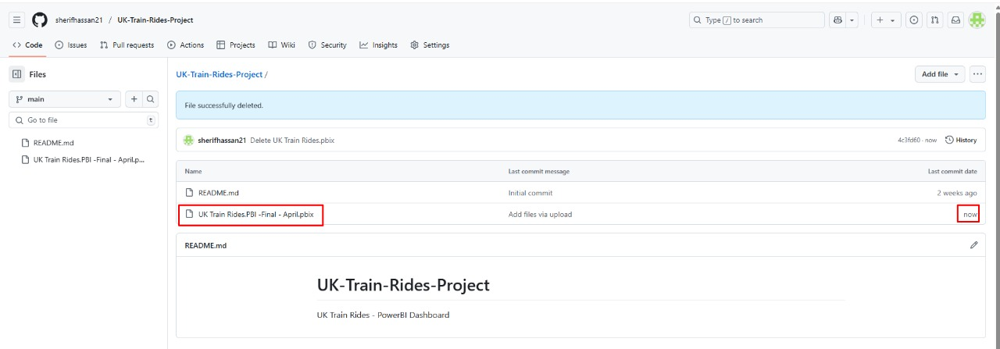 sherifhassan21 / UK-Train-Rides-Project
Type / to search
Code Issues Pull requests Actions Projects Wiki Security Insights Settings
Files
UK-Train-Rides-Project /
Add file
main
File successfully deleted.
Go to file t
README.md
sherifhassan21 Delete UK Train Rides.pbix
4c3fd60 · now History
UK Train Rides.PBI -Final - April.p...
Name Last commit message Last commit date
README.md Initial commit 2 weeks ago
UK Train Rides.PBI -Final - April.pbix Add files via upload now
README.md
UK-Train-Rides-Project
UK Train Rides - PowerBI Dashboard